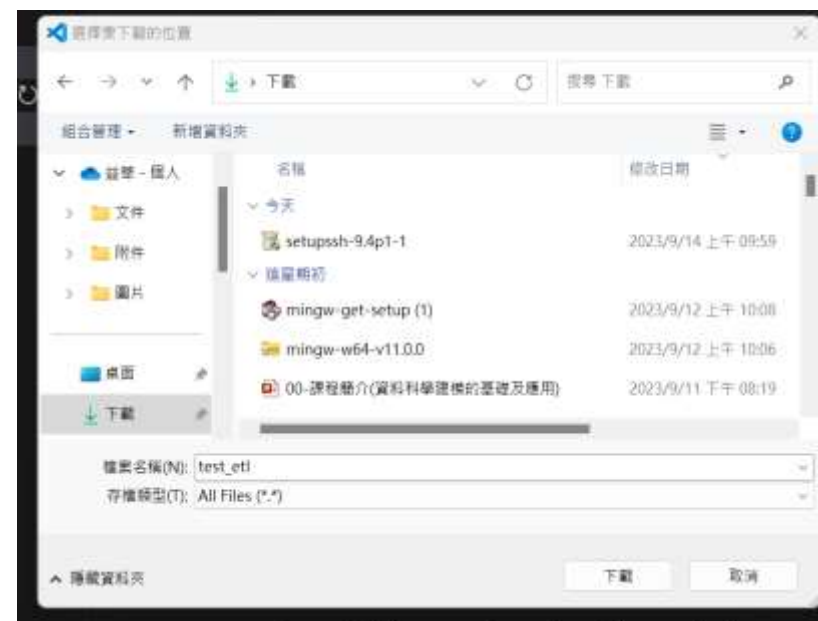 選擇要下載的位置
下載
搜尋 下載
組合管理
新增資料夾
益華 - 個人
文件
附件
圖片
桌面
下載
名稱
修改日期
今天
setupssh-9.4p1-1
2023/9/14 上午 09:59
這星期初
mingw-get-setup (1)
2023/9/12 上午 10:08
mingw-w64-v11.0.0
2023/9/12 上午 10:06
00-課程簡介(資料科學建模的基礎及應用)
2023/9/11 下午 08:19
檔案名稱(N):
test_etl
存檔類型(T):
All Files (*.*)
隱藏資料夾
下載
取消